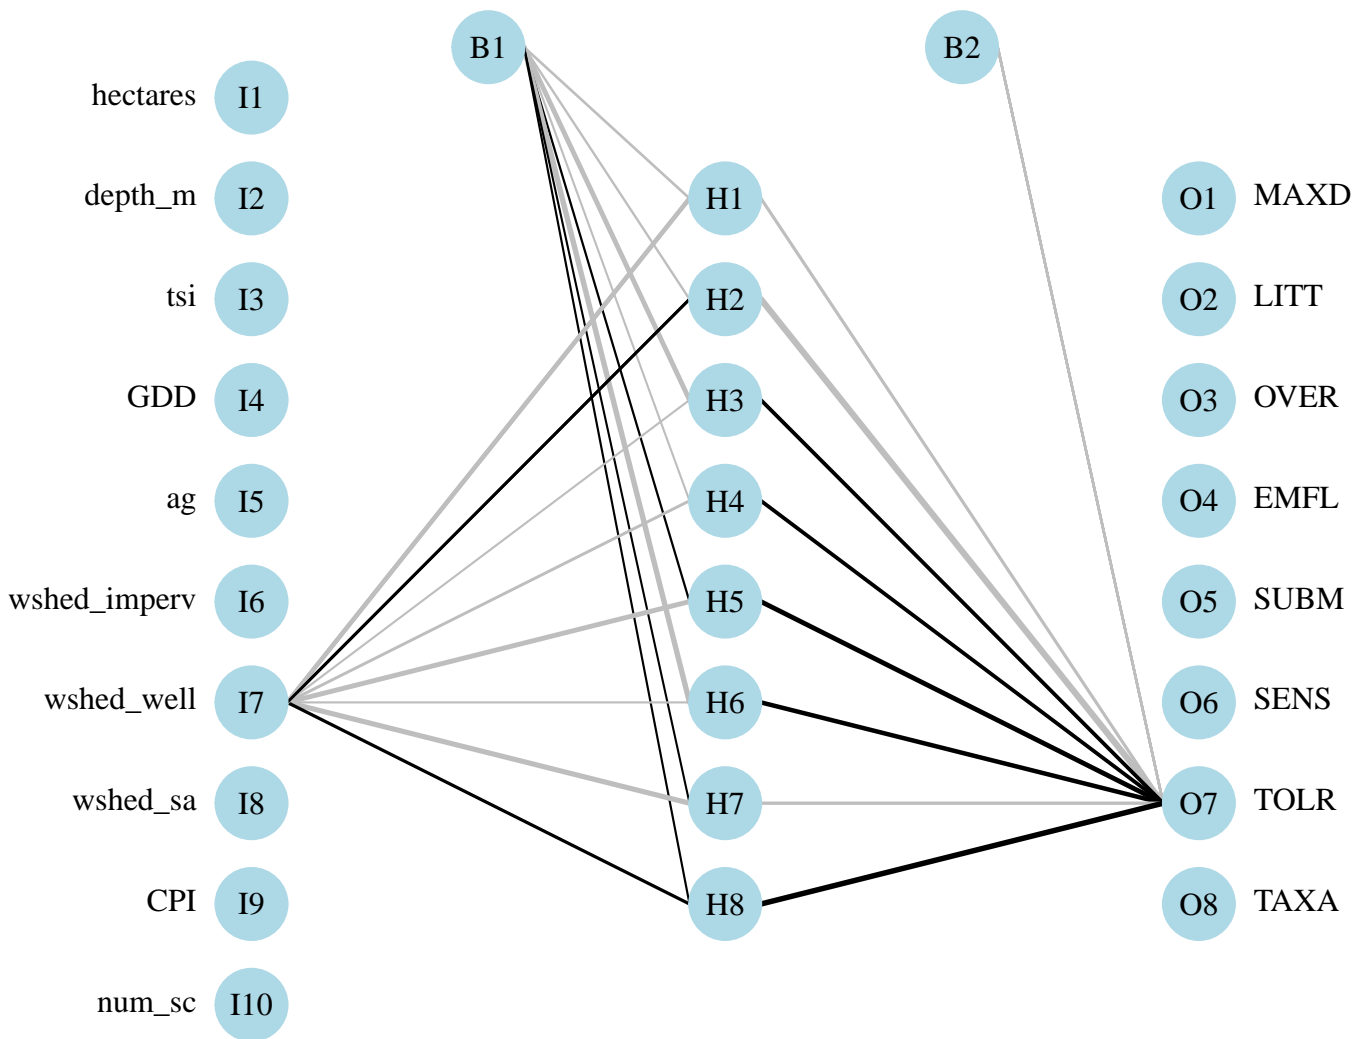 B1 B2
hectares I1
depth_m I2 H1 O1 MAXD
tsi I3 H2 O2 LITT
GDD I4 H3 O3 OVER
ag I5 H4 O4 EMFL
wshed_imperv I6 H5 O5 SUBM
wshed_well I7 H6 O6 SENS
wshed_sa I8 H7 O7 TOLR
CPI I9 H8 O8 TAXA
num_sc I10